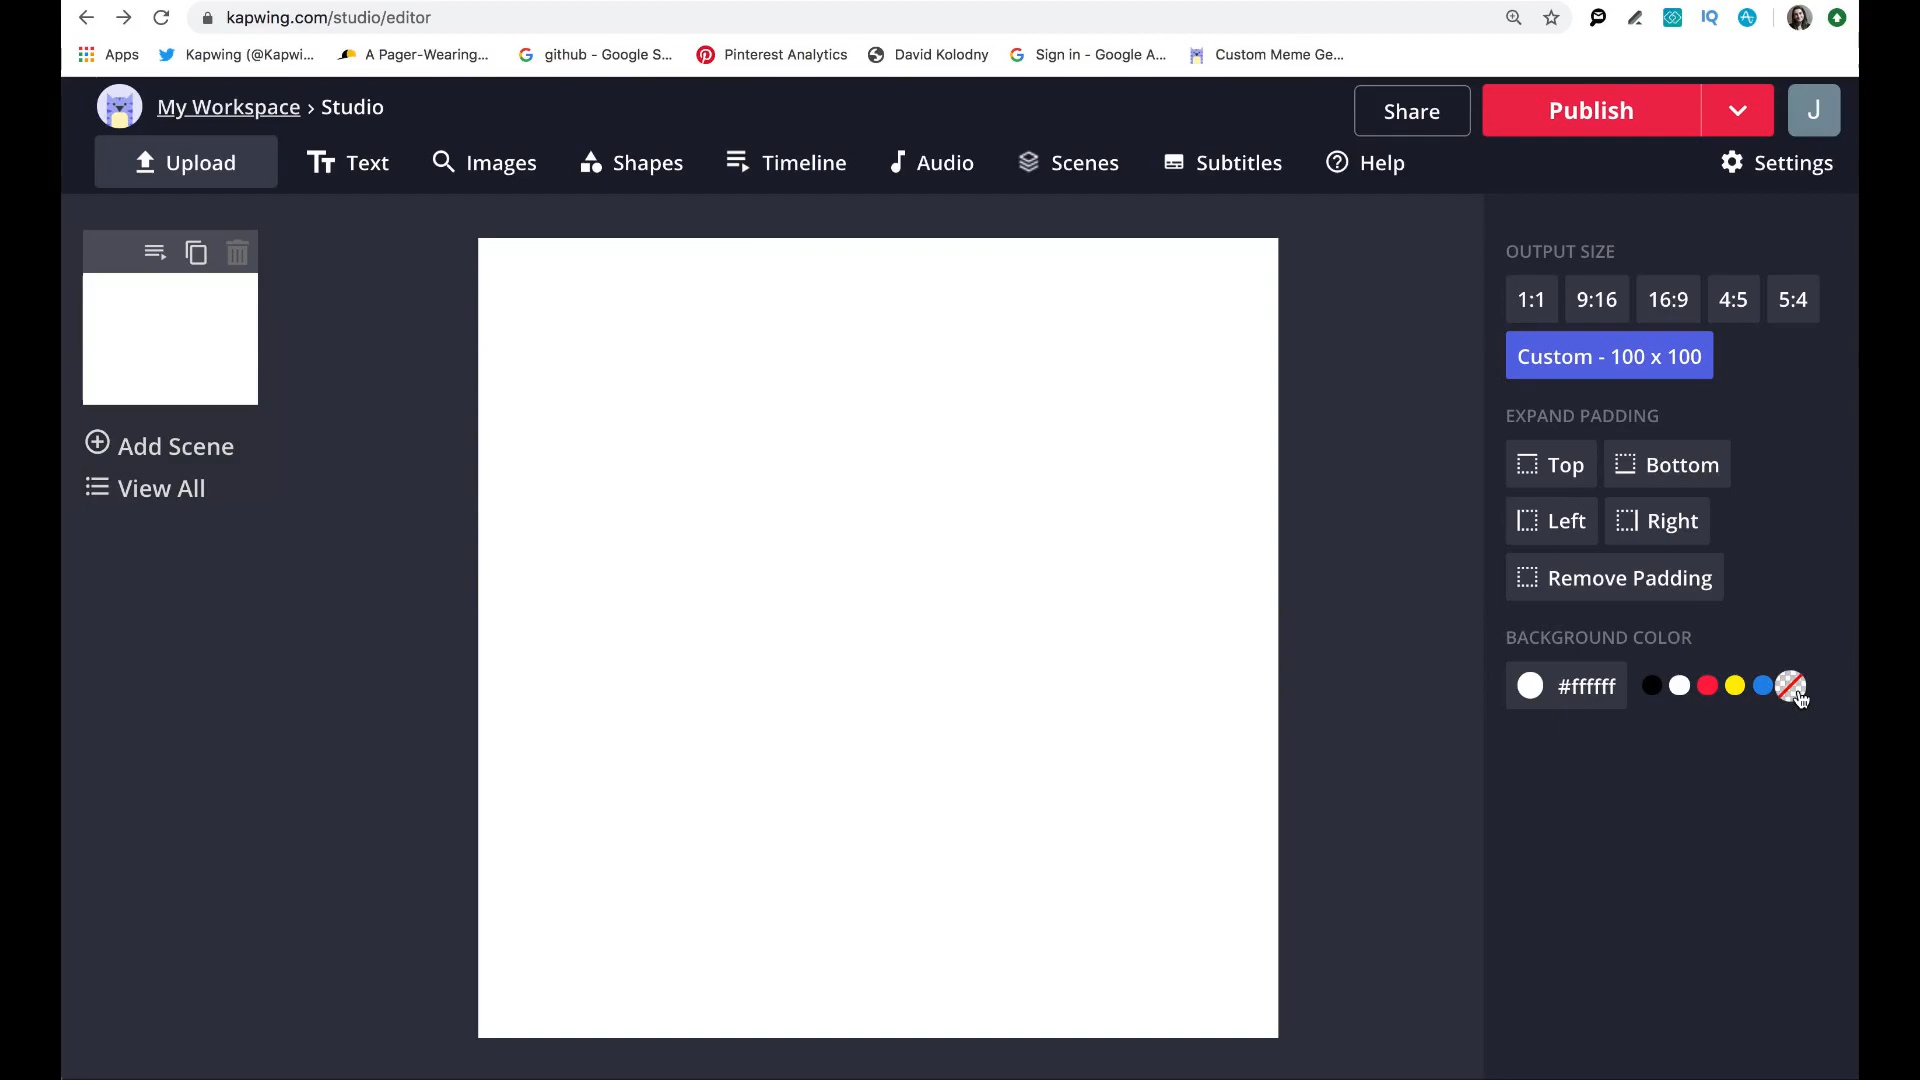 kapwing.com/studio/editor
Apps
Kapwing (@Kapwi...
A Pager-Wearing...
github - Google S...
Pinterest Analytics
David Kolodny
Sign in - Google A...
Custom Meme Ge...
My Workspace › Studio
Share
Publish
J
Upload
Text
Images
Shapes
Timeline
Audio
Scenes
Subtitles
Help
Settings
OUTPUT SIZE
1:1
9:16
16:9
4:5
5:4
Custom - 100 x 100
EXPAND PADDING
Top
Bottom
Left
Right
Remove Padding
BACKGROUND COLOR
#ffffff
Add Scene
View All